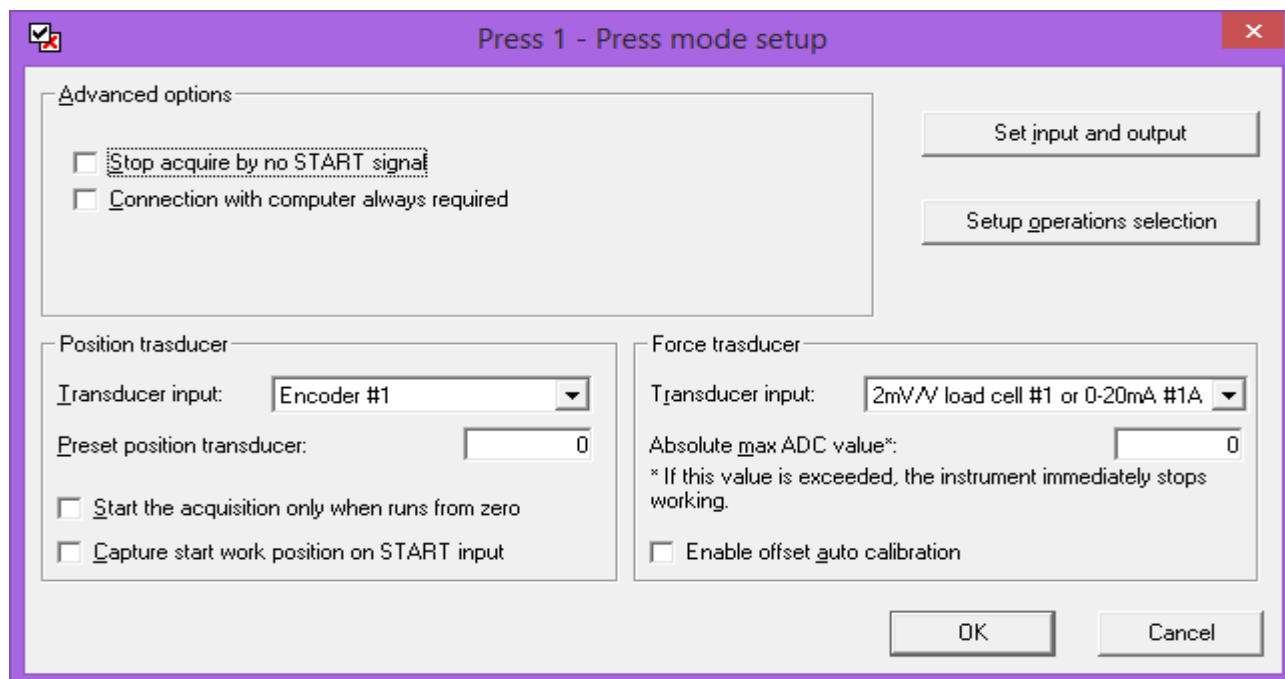 Press 1 - Press mode setup
Advanced options
Stop acquire by no START signal
Connection with computer always required
Set input and output
Setup operations selection
Position trasducer
Transducer input: Encoder #1
Preset position transducer: 0
Start the acquisition only when runs from zero
Capture start work position on START input
Force trasducer
Transducer input: 2mV/V load cell #1 or 0-20mA #1A
Absolute max ADC value*: 0
* If this value is exceeded, the instrument immediately stops
working.
Enable offset auto calibration
OK
Cancel